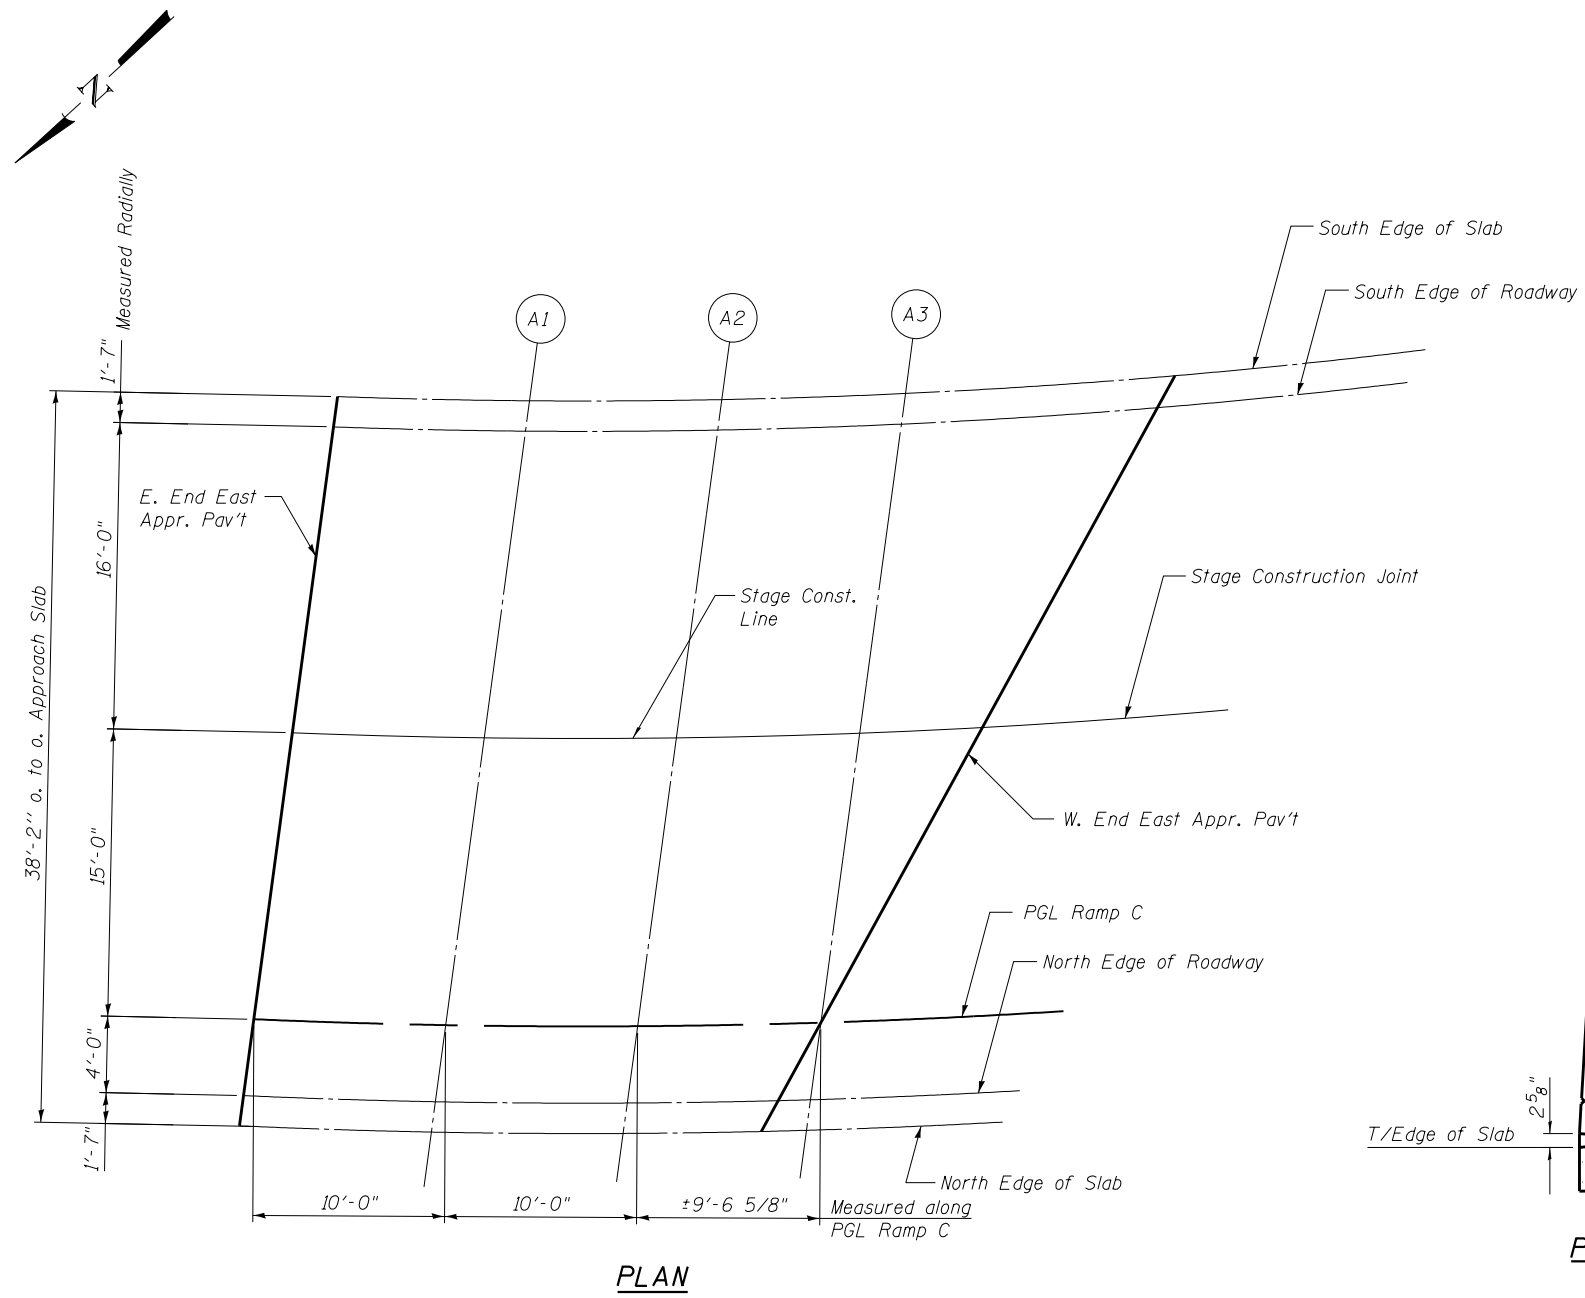 N
Measured Radially
1'-7"
16'-0"
15'-0"
4'-0"
1'-7"
38'-2'' o. to o. Approach Slab
A1
A2
A3
South Edge of Slab
South Edge of Roadway
E. End East
Appr. Pav't
Stage Const.
Line
Stage Construction Joint
W. End East Appr. Pav't
PGL Ramp C
North Edge of Roadway
North Edge of Slab
10'-0"
10'-0"
±9'-6 5/8"
Measured along
PGL Ramp C
PLAN
2 5/8"
T/Edge of Slab
P